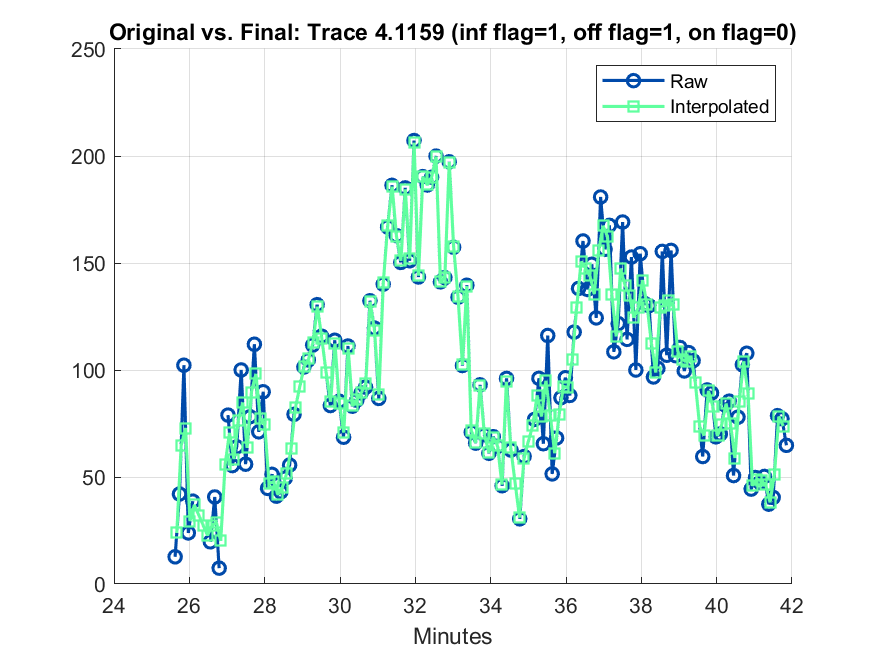 Original vs. Final: Trace 4.1159 (inf flag=1, off flag=1, on flag=0)
250
200
150
100
50
0
Raw
Interpolated
24 26 28 30 32 34 36 38 40 42
Minutes